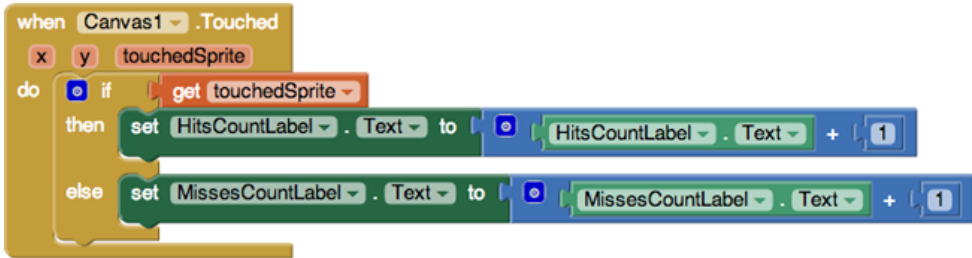 when Canvas1 .Touched
x y touchedSprite
do if get touchedSprite
then set HitsCountLabel . Text to HitsCountLabel . Text + 1
else set MissesCountLabel . Text to MissesCountLabel . Text + 1